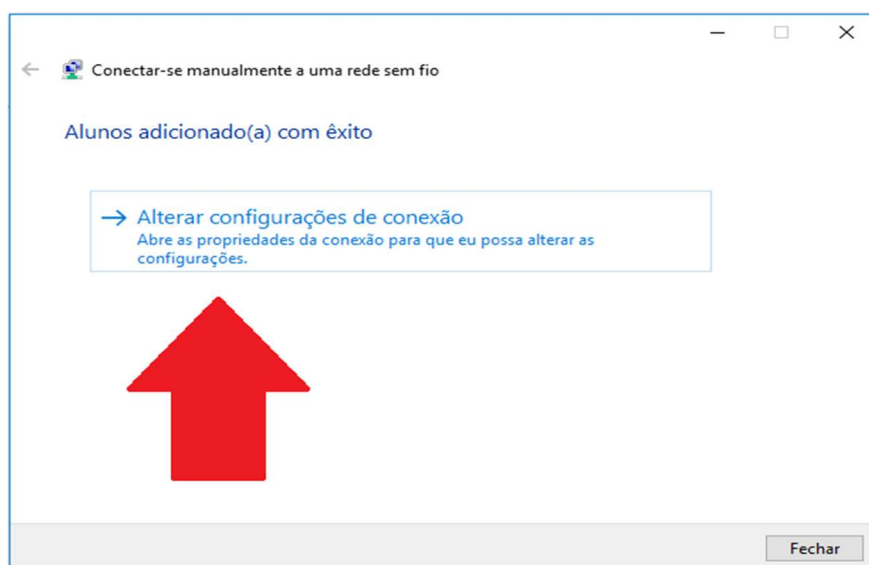 Conectar-se manualmente a uma rede sem fio
Alunos adicionado(a) com êxito
Alterar configurações de conexão
Abre as propriedades da conexão para que eu possa alterar as
configurações.
Fechar